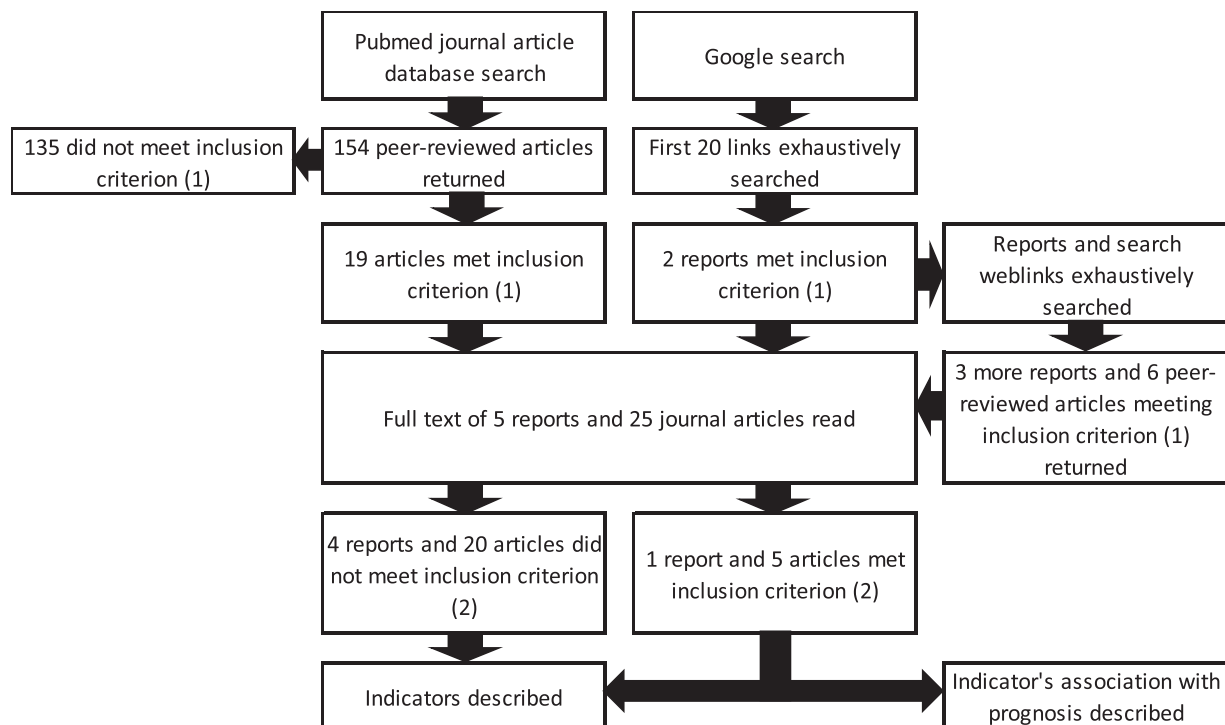 Pubmed journal article
database search
Google search
135 did not meet inclusion
criterion (1)
154 peer-reviewed articles
returned
First 20 links exhaustively
searched
19 articles met inclusion
criterion (1)
2 reports met inclusion
criterion (1)
Reports and search
weblinks exhaustively
searched
Full text of 5 reports and 25 journal articles read
3 more reports and 6 peer-
reviewed articles meeting
inclusion criterion (1)
returned
4 reports and 20 articles did
not meet inclusion criterion
(2)
1 report and 5 articles met
inclusion criterion (2)
Indicators described
Indicator's association with
prognosis described